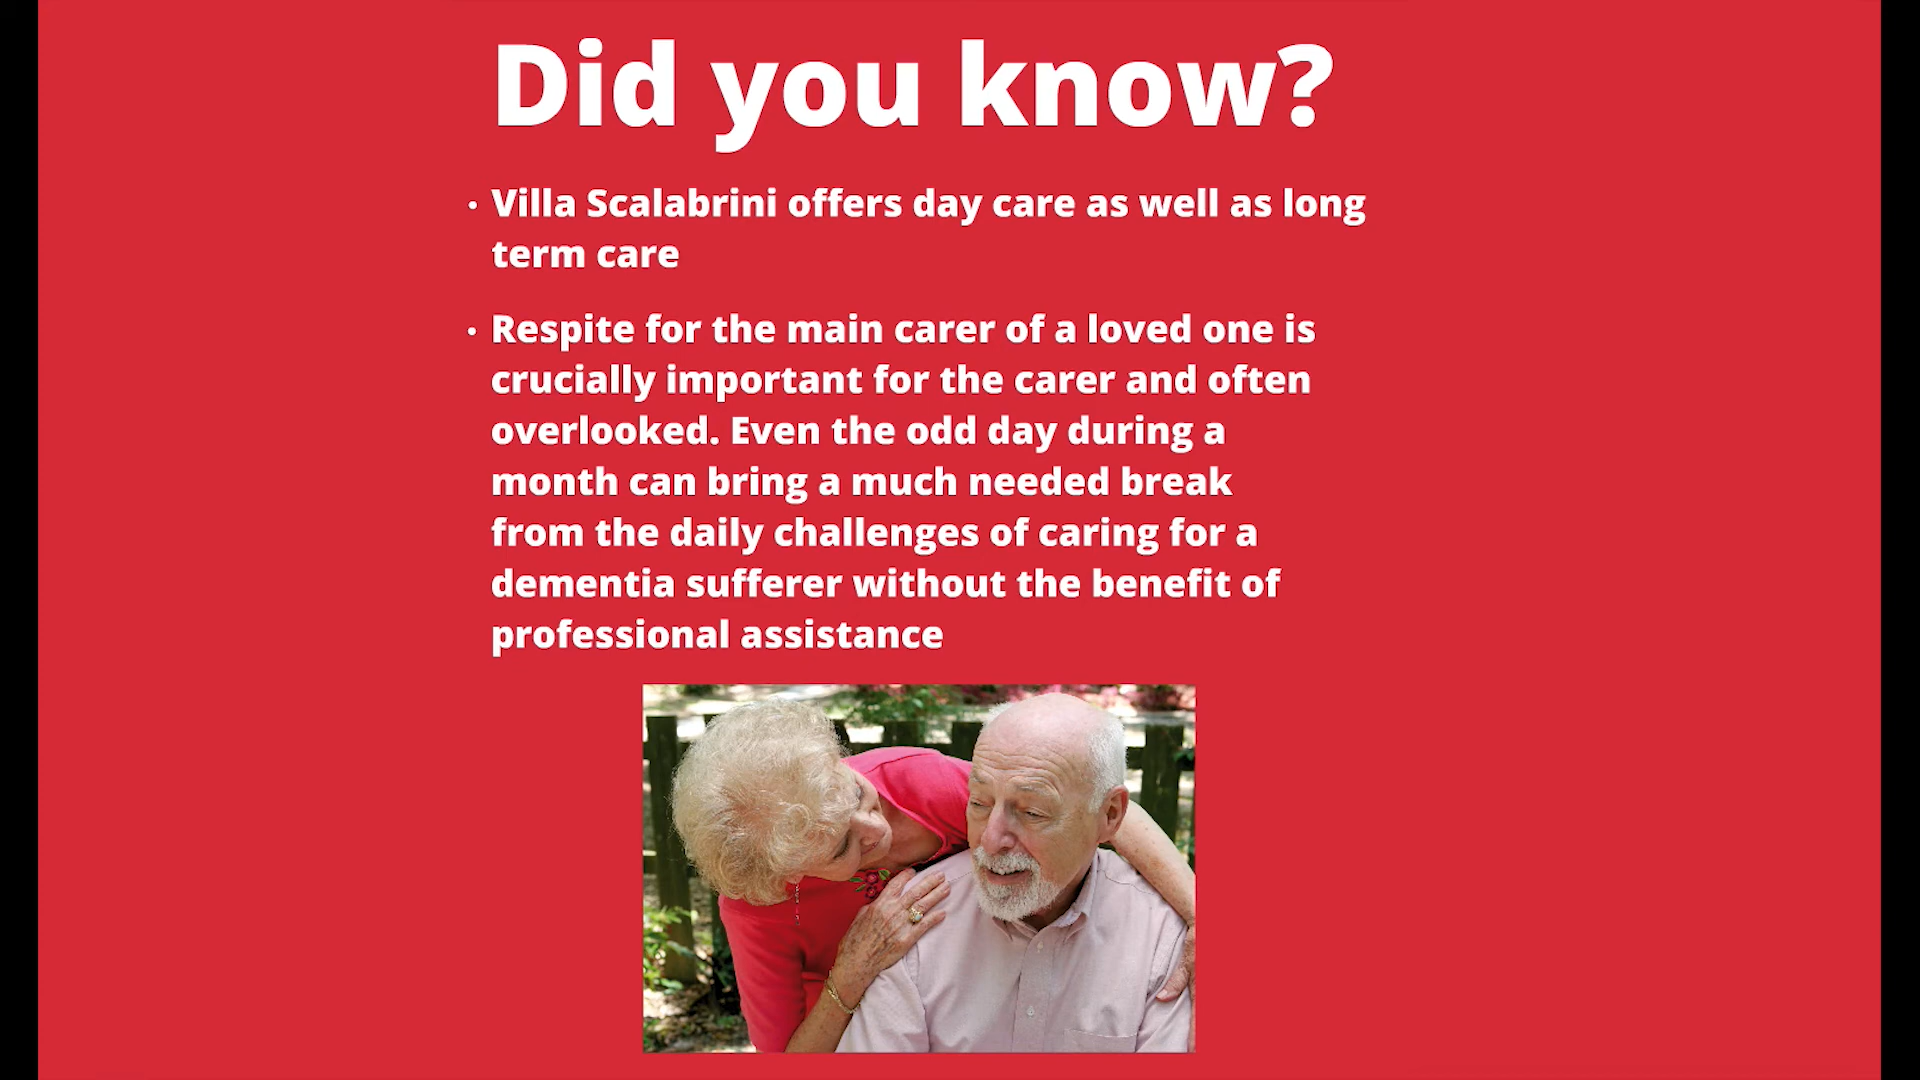 Did you know?
· Villa Scalabrini offers day care as well as long
term care
· Respite for the main carer of a loved one is
crucially important for the carer and often
overlooked. Even the odd day during a
month can bring a much needed break
from the daily challenges of caring for a
dementia sufferer without the benefit of
professional assistance